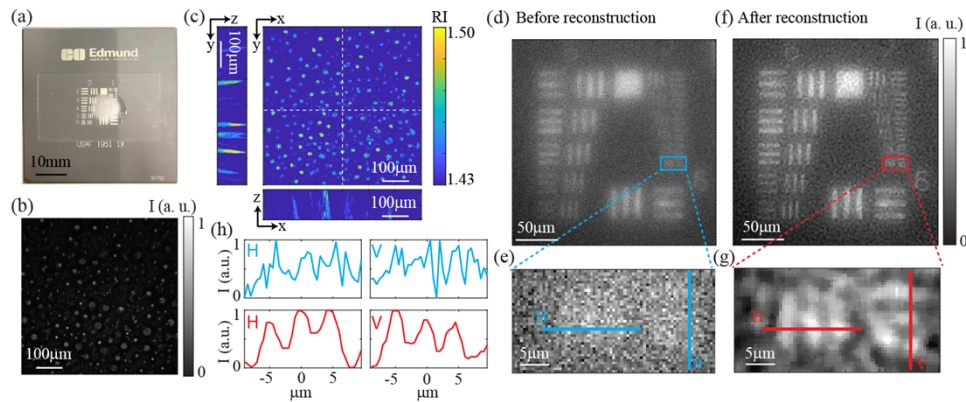 (a)
CO Edmund
0 1
USAF 1951 1X
10mm
(b)
I (a. u.)
1
0
100μm
(c)
z
y
100μm
x
y
RI
1.50
1.43
100μm
z
x
100μm
(d) Before reconstruction
50μm
(e)
H
V
5μm
(f) After reconstruction
I (a. u.)
1
0
50μm
(g)
H
V
5μm
(h)
I (a.u.)
1
0
H
V
I (a.u.)
1
0
H
V
-5 0 5
μm
-5 0 5
μm